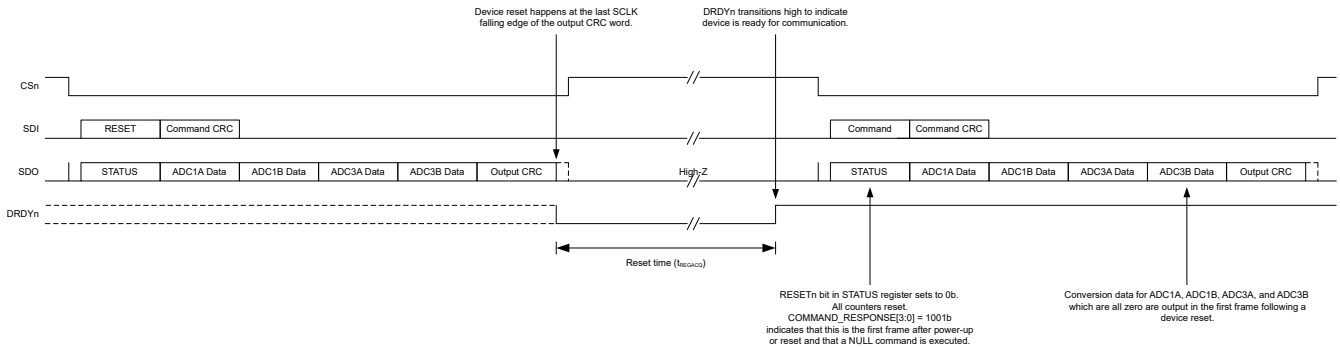 Device reset happens at the last SCLK
falling edge of the output CRC word.
DRDYn transitions high to indicate
device is ready for communication.
CSn
SDI
RESET
Command CRC
Command
Command CRC
SDO
STATUS
ADC1A Data
ADC1B Data
ADC3A Data
ADC3B Data
Output CRC
High-Z
STATUS
ADC1A Data
ADC1B Data
ADC3A Data
ADC3B Data
Output CRC
DRDYn
Reset time (tREGACQ)
RESETn bit in STATUS register sets to 0b.
All counters reset.
COMMAND_RESPONSE[3:0] = 1001b
indicates that this is the first frame after power-up
or reset and that a NULL command is executed.
Conversion data for ADC1A, ADC1B, ADC3A, and ADC3B
which are all zero are output in the first frame following a
device reset.